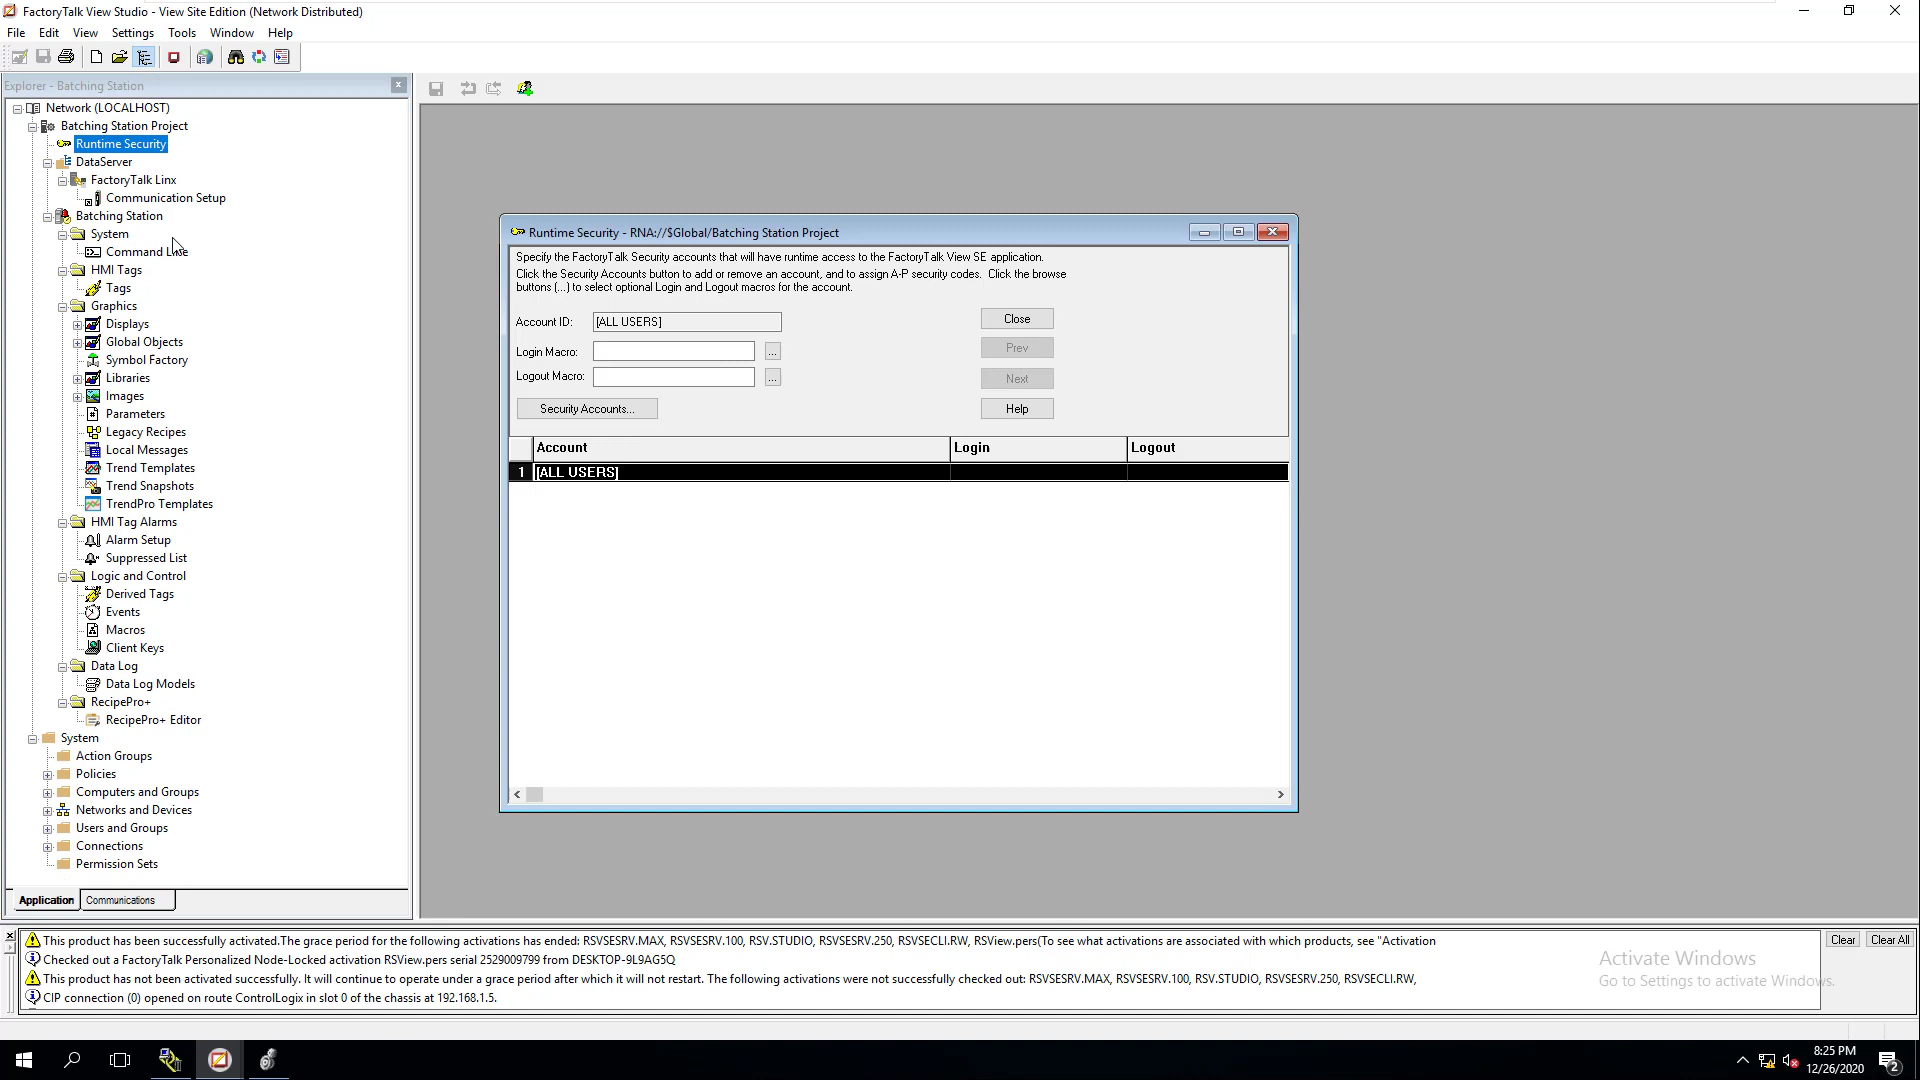 FactoryTalk View Studio - View Site Edition (Network Distributed)
File Edit View Settings Tools Window Help
Explorer - Batching Station
Network (LOCALHOST)
Batching Station Project
Runtime Security
DataServer
FactoryTalk Linx
Communication Setup
Batching Station
System
Command Line
HMI Tags
Tags
Graphics
Displays
Global Objects
Symbol Factory
Libraries
Images
Parameters
Legacy Recipes
Local Messages
Trend Templates
Trend Snapshots
TrendPro Templates
HMI Tag Alarms
Alarm Setup
Suppressed List
Logic and Control
Derived Tags
Events
Macros
Client Keys
Data Log
Data Log Models
RecipePro+
RecipePro+ Editor
System
Action Groups
Policies
Computers and Groups
Networks and Devices
Users and Groups
Connections
Permission Sets
Application Communications
Runtime Security - RNA://$Global/Batching Station Project
Specify the FactoryTalk Security accounts that will have runtime access to the FactoryTalk View SE application.
Click the Security Accounts button to add or remove an account, and to assign A-P security codes. Click the browse
buttons (...) to select optional Login and Logout macros for the account.
Account ID: [ALL USERS] Close
Login Macro: ... Prev
Logout Macro: ... Next
Security Accounts... Help
Account Login Logout
1 [ALL USERS]
This product has been successfully activated.The grace period for the following activations has ended: RSVSESRV.MAX, RSVSESRV.100, RSV.STUDIO, RSVSESRV.250, RSVSECLI.RW, RSView.pers(To see what activations are associated with which products, see "Activation
Clear Clear All
Checked out a FactoryTalk Personalized Node-Locked activation RSView.pers serial 2529009799 from DESKTOP-9L9AG5Q
This product has not been activated successfully. It will continue to operate under a grace period after which it will not restart. The following activations were not successfully checked out: RSVSESRV.MAX, RSVSESRV.100, RSV.STUDIO, RSVSESRV.250, RSVSECLI.RW,
CIP connection (0) opened on route ControlLogix in slot 0 of the chassis at 192.168.1.5.
Activate Windows
Go to Settings to activate Windows.
8:25 PM
12/26/2020
2